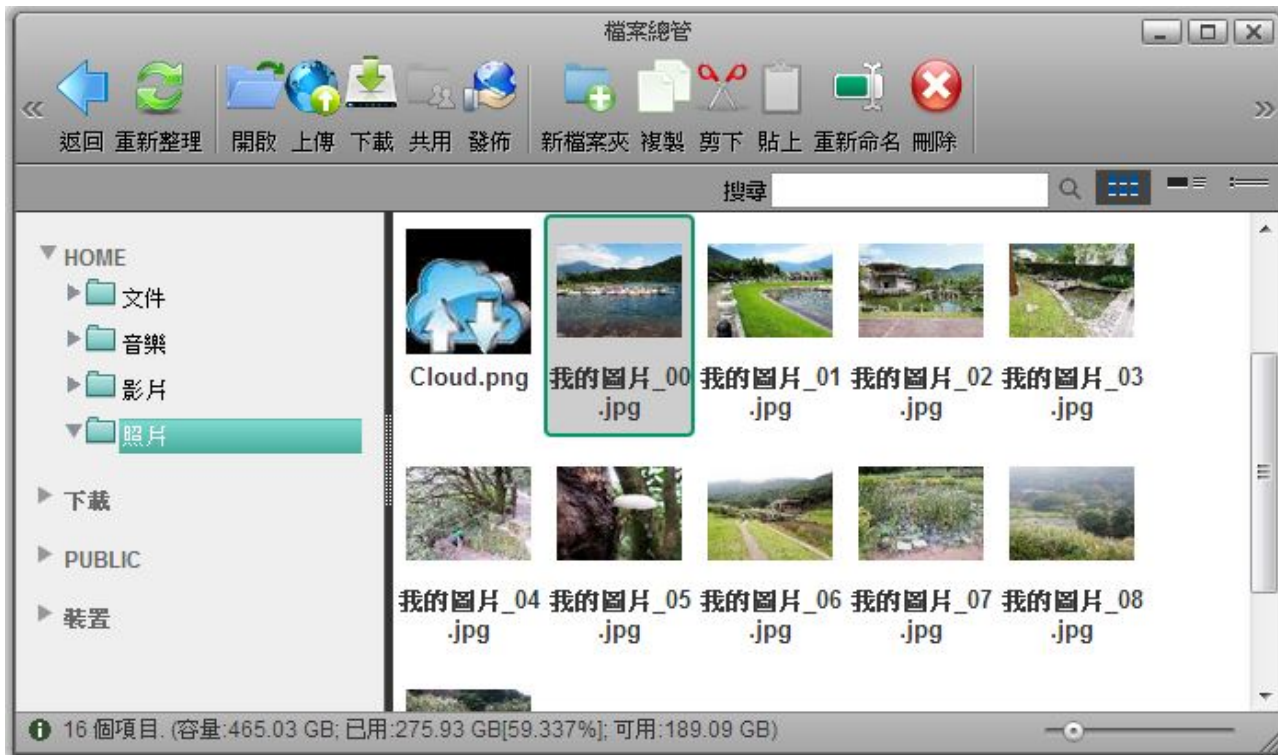 檔案總管
返回 重新整理 開啟 上傳 下載 共用 發佈 新檔案夾 複製 剪下 貼上 重新命名 刪除
搜尋
HOME
文件
音樂
影片
照片
下載
PUBLIC
裝置
Cloud.png 我的圖片_00 我的圖片_01 我的圖片_02 我的圖片_03
.jpg .jpg .jpg .jpg
我的圖片_04 我的圖片_05 我的圖片_06 我的圖片_07 我的圖片_08
.jpg .jpg .jpg .jpg .jpg
16 個項目. (容量:465.03 GB; 已用:275.93 GB[59.337%]; 可用:189.09 GB)